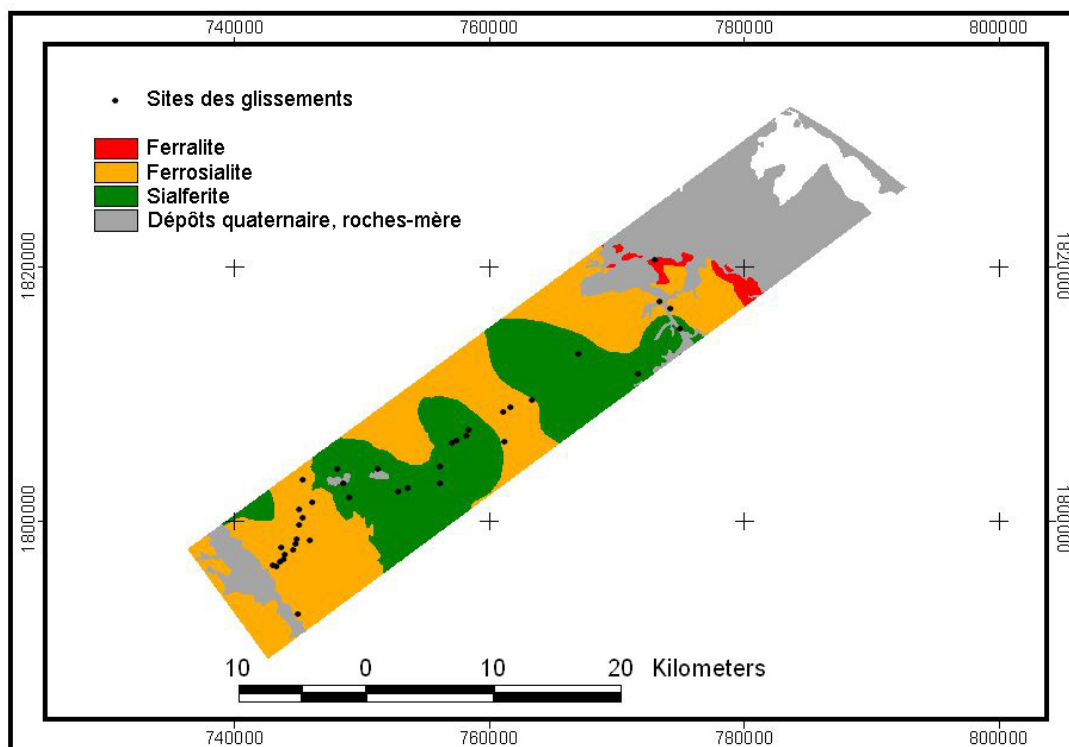 740000 760000 780000 800000
Sites des glissements
Ferralite
Ferrosialite
Sialferite
Dépôts quaternaire, roches-mère
1820000 1820000
1800000 1800000
10 0 10 20 Kilometers
740000 760000 780000 800000